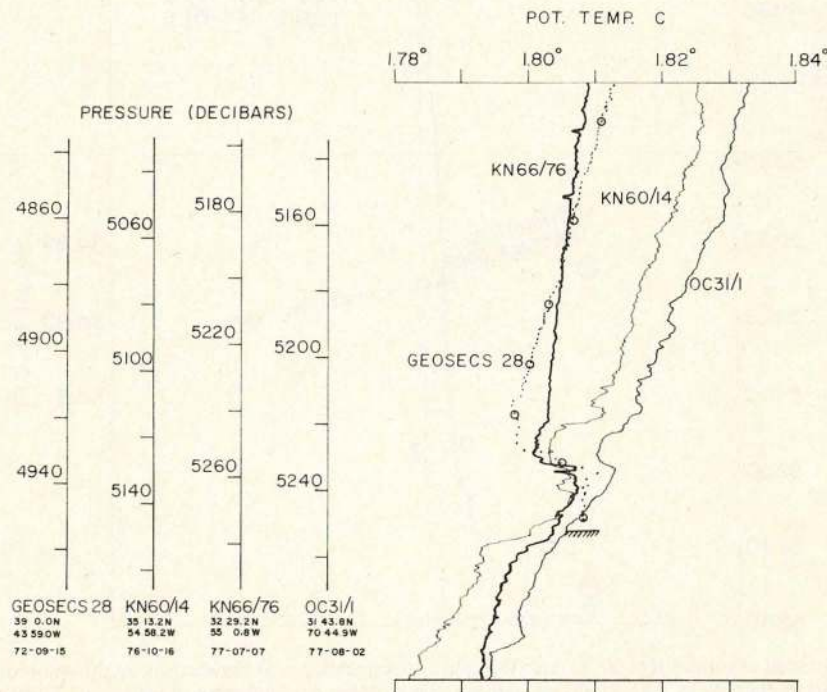 POT. TEMP. C
1.78° 1.80° 1.82° 1.84°
PRESSURE (DECIBARS)
KN66/76
KN60/14
OC31/1
GEOSECS 28
4860
4900
4940
5060
5100
5140
5180
5220
5260
5160
5200
5240
GEOSECS 28 KN60/14 KN66/76 OC31/1
39 0.0N 35 13.2N 32 29.2N 31 43.8N
43 59.0W 54 58.2W 55 0.8W 70 44.9W
72-09-15 76-10-16 77-07-07 77-08-02